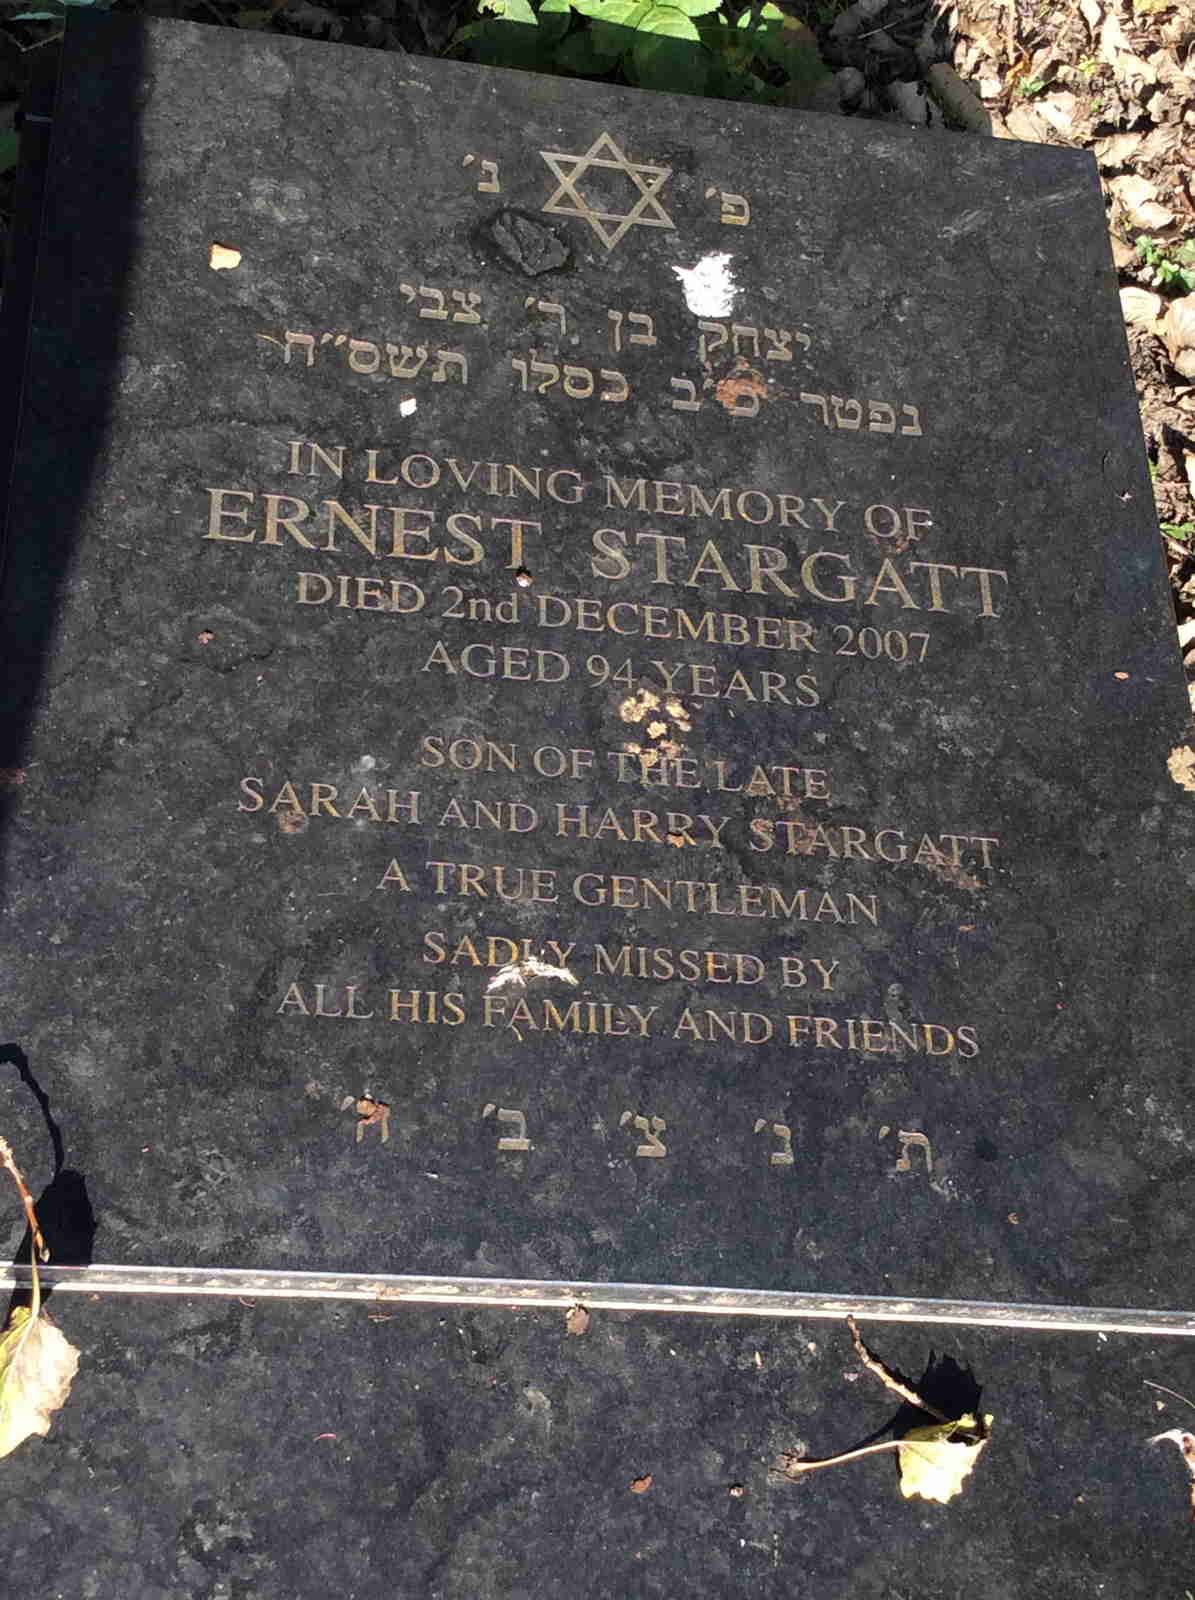 פ׳ נ׳
יצחק בן ר׳ צבי
נפטר כ״ב כסלו תשס״ח
IN LOVING MEMORY OF
ERNEST STARGATT
DIED 2nd DECEMBER 2007
AGED 94 YEARS
SON OF THE LATE
SARAH AND HARRY STARGATT
A TRUE GENTLEMAN
SADLY MISSED BY
ALL HIS FAMILY AND FRIENDS
ת׳ נ׳ צ׳ ב׳ ה׳